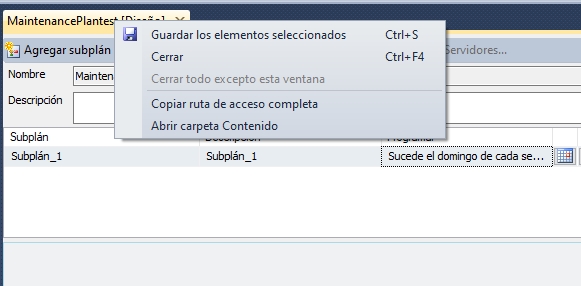 MaintenancePlantest [Diseño]
Guardar los elementos seleccionados Ctrl+S
Agregar subplán Servidores...
Cerrar Ctrl+F4
Nombre Mainten
Cerrar todo excepto esta ventana
Descripción
Copiar ruta de acceso completa
Abrir carpeta Contenido
Subplán Descripción Programar
Subplán_1 Subplán_1 Sucede el domingo de cada se...